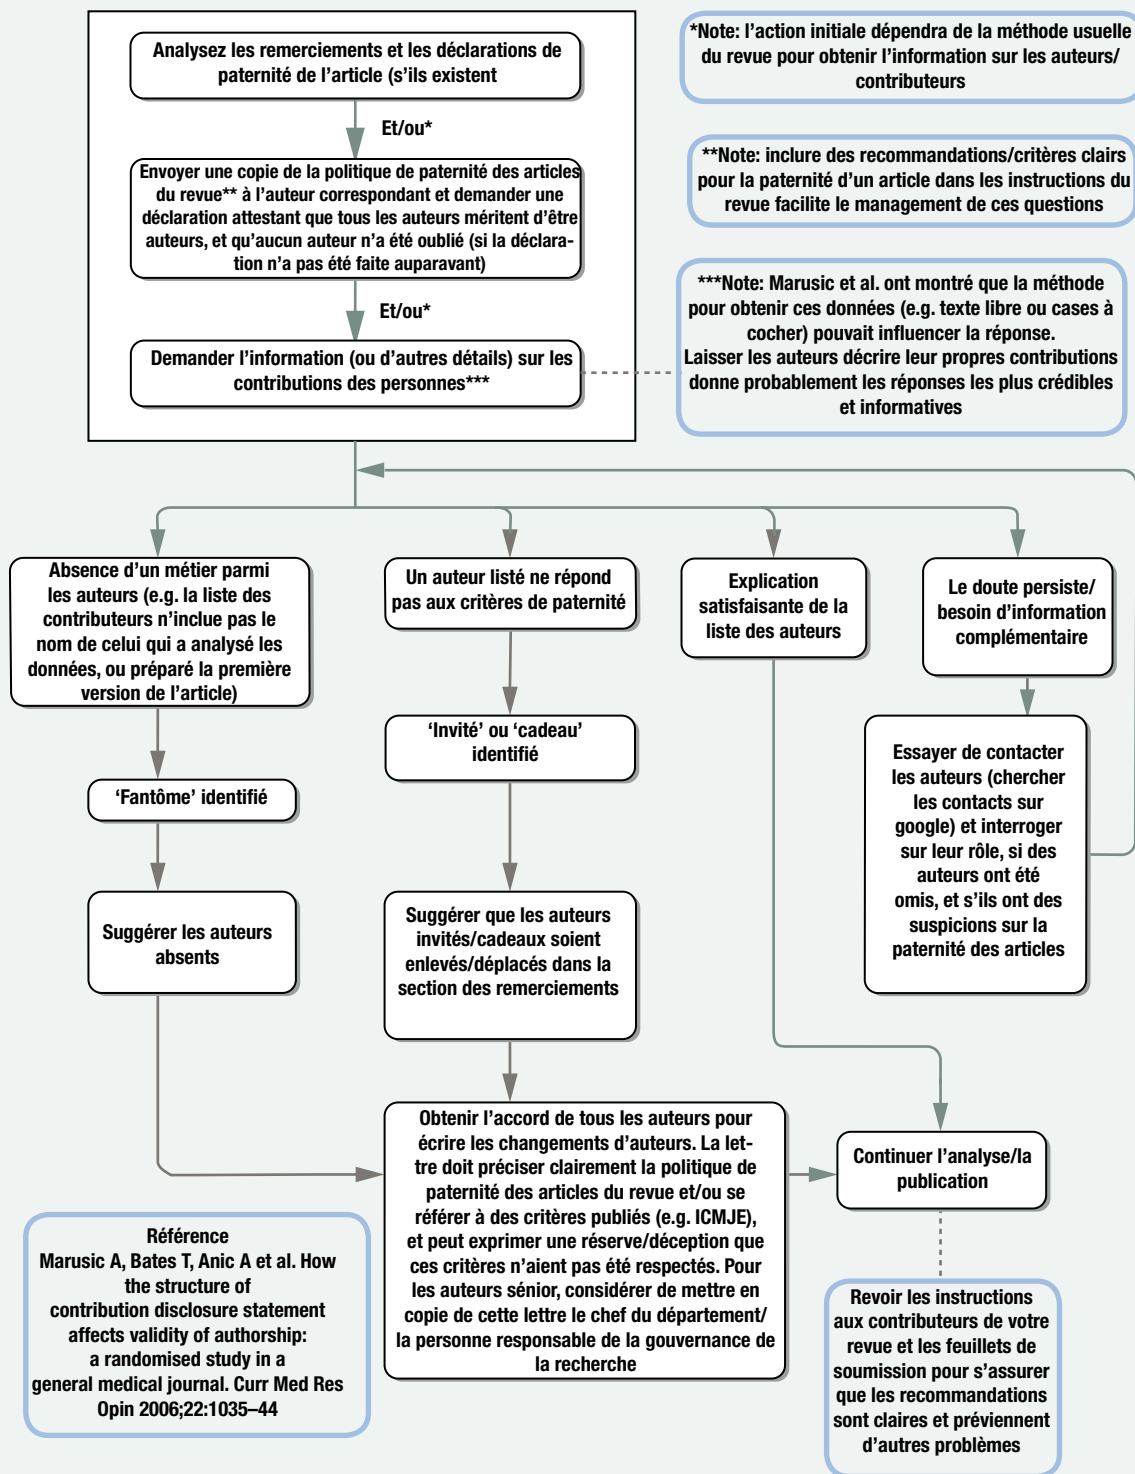 Analysez les remerciements et les déclarations de
paternité de l’article (s’ils existent
Et/ou*
Envoyer une copie de la politique de paternité des articles
du revue** à l’auteur correspondant et demander une
déclaration attestant que tous les auteurs méritent d’être
auteurs, et qu’aucun auteur n’a été oublié (si la déclara-
tion n’a pas été faite auparavant)
Et/ou*
Demander l’information (ou d’autres détails) sur les
contributions des personnes***
*Note: l’action initiale dépendra de la méthode usuelle
du revue pour obtenir l’information sur les auteurs/
contributeurs
**Note: inclure des recommandations/critères clairs
pour la paternité d’un article dans les instructions du
revue facilite le management de ces questions
***Note: Marusic et al. ont montré que la méthode
pour obtenir ces données (e.g. texte libre ou cases à
cocher) pouvait influencer la réponse.
Laisser les auteurs décrire leur propres contributions
donne probablement les réponses les plus crédibles
et informatives
Absence d’un métier parmi
les auteurs (e.g. la liste des
contributeurs n’inclue pas le
nom de celui qui a analysé les
données, ou préparé la première
version de l’article)
‘Fantôme’ identifié
Suggérer les auteurs
absents
Un auteur listé ne répond
pas aux critères de paternité
‘Invité’ ou ‘cadeau’
identifié
Suggérer que les auteurs
invités/cadeaux soient
enlevés/déplacés dans la
section des remerciements
Explication
satisfaisante de la
liste des auteurs
Le doute persiste/
besoin d’information
complémentaire
Essayer de contacter
les auteurs (chercher
les contacts sur
google) et interroger
sur leur rôle, si des
auteurs ont été
omis, et s’ils ont des
suspicions sur la
paternité des articles
Obtenir l’accord de tous les auteurs pour
écrire les changements d’auteurs. La let-
tre doit préciser clairement la politique de
paternité des articles du revue et/ou se
référer à des critères publiés (e.g. ICMJE),
et peut exprimer une réserve/déception que
ces critères n’aient pas été respectés. Pour
les auteurs sénior, considérer de mettre en
copie de cette lettre le chef du département/
la personne responsable de la gouvernance de
la recherche
Continuer l’analyse/la
publication
Référence
Marusic A, Bates T, Anic A et al. How
the structure of
contribution disclosure statement
affects validity of authorship:
a randomised study in a
general medical journal. Curr Med Res
Opin 2006;22:1035–44
Revoir les instructions
aux contributeurs de votre
revue et les feuillets de
soumission pour s’assurer
que les recommandations
sont claires et préviennent
d’autres problèmes